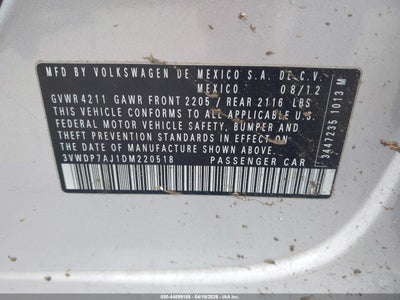 MFD BY VOLKSWAGEN DE MEXICO S.A. DE C.V.
MEXICO 08/12
GVWR 4211 GAWR FRONT 2205 / REAR 2116 LBS
THIS VEHICLE CONFORMS TO ALL APPLICABLE U.S.
FEDERAL MOTOR VEHICLE SAFETY, BUMPER AND
THEFT PREVENTION STANDARDS IN EFFECT ON THE
DATE OF MANUFACTURE SHOWN ABOVE.
3VWDP7AJ1DM220518 PASSENGER CAR
3447235 1013 M